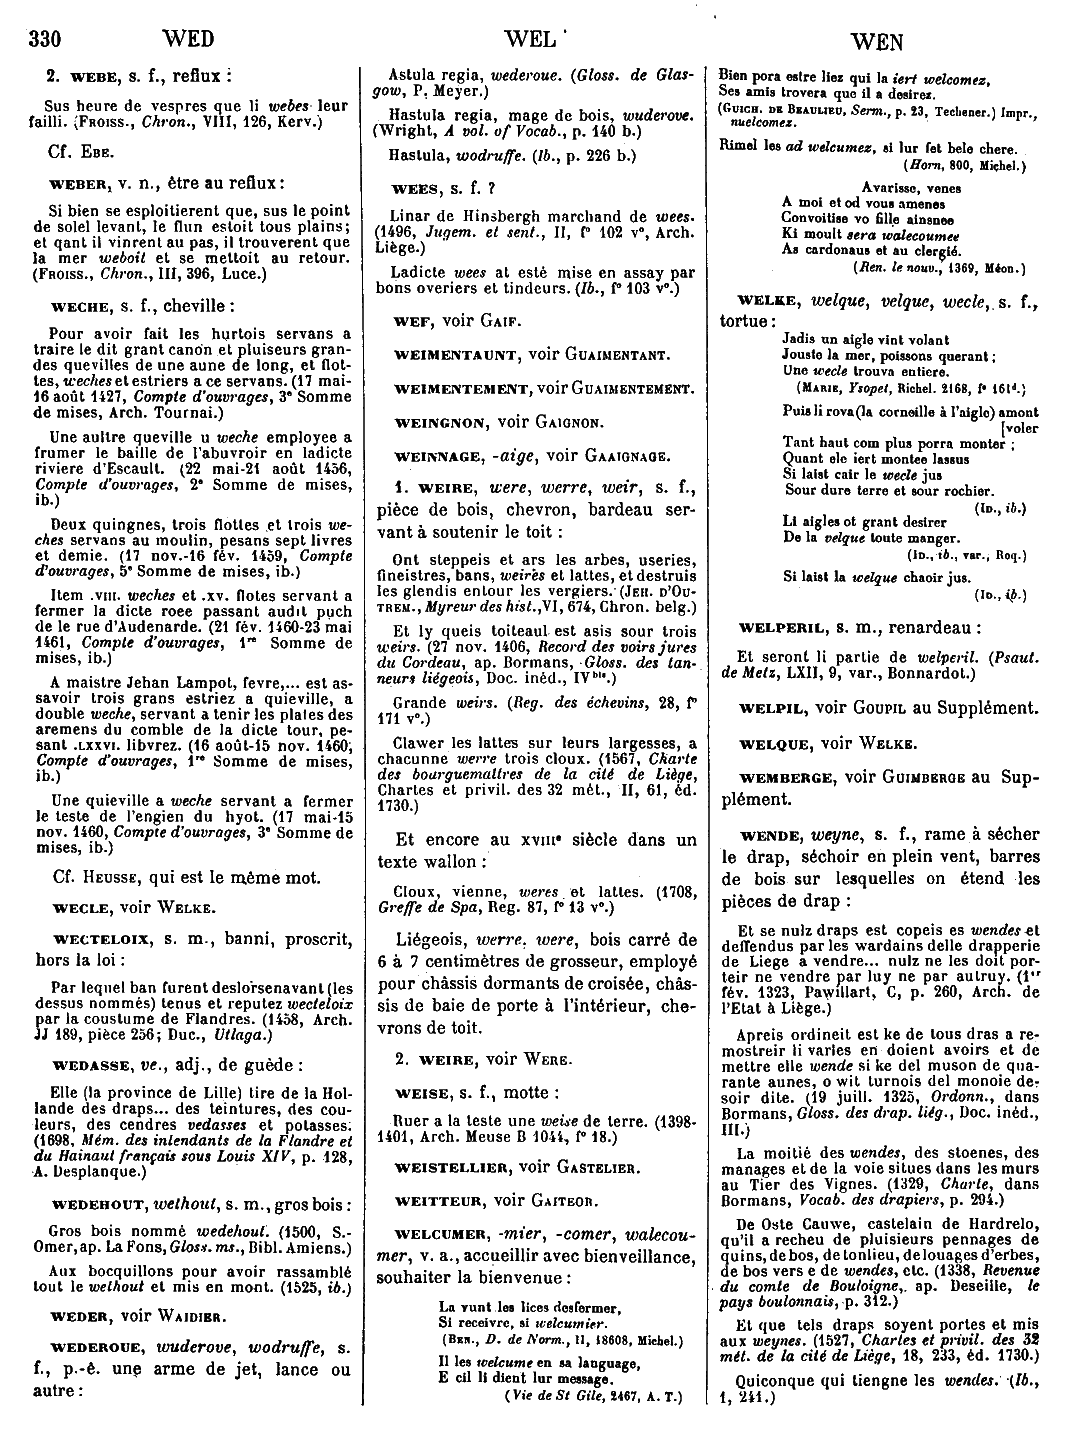 330 WED WEL WEN
2. WEBE, s. f., reflux :
Sus heure de vespres que li webes leur
failli. (FROISS., Chron., VIII, 126, Kerv.)
Cf. EBE.
WEBER, v. n., être au reflux :
Si bien se esploitierent que, sus le point
de solel levant, le flun estoit tous plains;
et qant il vinrent au pas, il trouverent que
la mer weboit et se mettoit au retour.
(FROISS., Chron., III, 396, Luce.)
WECHE, s. f., cheville :
Pour avoir fait les hurtois servans a
traire le dit grant canon et pluiseurs gran-
des quevilles de une aune de long, et flot-
tes, weches et estriers a ce servans. (17 mai-
16 août 1427, Compte d'ouvrages, 3e Somme
de mises, Arch. Tournai.)
Une aultre queville u weche employee a
frumer le baille de l'abuvroir en ladicte
riviere d'Escault. (22 mai-21 août 1456,
Compte d'ouvrages, 2e Somme de mises,
ib.)
Deux quingnes, trois flottes et trois we-
ches servans au moulin, pesans sept livres
et demie. (17 nov.-16 fév. 1459, Compte
d'ouvrages, 5e Somme de mises, ib.)
Item .VIII. weches et .XV. flotes servant a
fermer la dicte roee passant audit puch
de le rue d'Audenarde. (21 fév. 1460-23 mai
1461, Compte d'ouvrages, 1re Somme de
mises, ib.)
A maistre Jehan Lampot, fevre,... est as-
savoir trois grans estriez a quieville, a
double weche, servant a tenir les plates des
aremens du comble de la dicte tour, pe-
sant .LXXVI. libvrez. (16 août-15 nov. 1460,
Compte d'ouvrages, 1re Somme de mises,
ib.)
Une quieville a weche servant a fermer
le teste de l'engien du hyot. (17 mai-15
nov. 1460, Compte d'ouvrages, 3e Somme de
mises, ib.)
Cf. HEUSSE, qui est le même mot.
WECLE, voir WELKE.
WECTELOIX, s. m., banni, proscrit,
hors la loi :
Par lequel ban furent deslorsenavant (les
dessus nommés) tenus et reputez wecteloix
par la coustume de Flandres. (1458, Arch.
JJ 189, pièce 256; Duc., Utlaga.)
WEDASSE, ve., adj., de guède :
Elle (la province de Lille) tire de la Hol-
lande des draps... des teintures, des cou-
leurs, des cendres vedasses et potasses.
(1698, Mém. des intendants de la Flandre et
du Hainaut français sous Louis XIV, p. 128,
A. Desplanque.)
WEDEHOUT, wethout, s. m., gros bois :
Gros bois nommé wedehout. (1500, S.-
Omer, ap. La Fons, Gloss. ms., Bibl. Amiens.)
Aux bocquillons pour avoir rassamblé
tout le wethout et mis en mont. (1525, ib.)
WEDER, voir WAIDIER.
WEDEROUE, wuderove, wodruffe, s.
f., p.-ê. une arme de jet, lance ou
autre :
Astula regia, wederoue. (Gloss. de Glas-
gow, P. Meyer.)
Hastula regia, mage de bois, wuderove.
(Wright, A vol. of Vocab., p. 140 b.)
Hastula, wodruffe. (Ib., p. 226 b.)
WEES, s. f. ?
Linar de Hinsbergh marchand de wees.
(1496, Jugem. et sent., II, f° 102 v°, Arch.
Liège.)
Ladicte wees at esté mise en assay par
bons overiers et tindeurs. (Ib., f° 103 v°.)
WEF, voir GAIF.
WEIMENTAUNT, voir GUAIMENTANT.
WEIMENTEMENT, voir GUAIMENTEMENT.
WEINGNON, voir GAIGNON.
WEINNAGE, -aige, voir GAAIGNAGE.
1. WEIRE, were, werre, weir, s. f.,
pièce de bois, chevron, bardeau ser-
vant à soutenir le toit :
Ont steppeis et ars les arbes, useries,
fineistres, bans, weires et lattes, et destruis
les glendis entour les vergiers. (JEH. D'OU-
TREM., Myreur des hist., VI, 674, Chron. belg.)
Et ly queis toiteaul est asis sour trois
weirs. (27 nov. 1406, Record des voirs jures
du Cordeau, ap. Bormans, Gloss. des tan-
neurs liégeois, Doc. inéd., IVbis.)
Grande weirs. (Reg. des échevins, 28, f°
171 v°.)
Clawer les lattes sur leurs largesses, a
chacunne werre trois cloux. (1567, Charte
des bourguemaîtres de la cité de Liège,
Chartes et privil. des 32 mét., II, 61, éd.
1730.)
Et encore au XVIIIe siècle dans un
texte wallon :
Cloux, vienne, weres et lattes. (1708,
Greffe de Spa, Reg. 87, f° 13 v°.)
Liégeois, werre, were, bois carré de
6 à 7 centimètres de grosseur, employé
pour châssis dormants de croisée, châs-
sis de baie de porte à l'intérieur, che-
vrons de toit.
2. WEIRE, voir WERE.
WEISE, s. f., motte :
Ruer a la teste une weise de terre. (1398-
1401, Arch. Meuse B 1044, f° 18.)
WEISTELLIER, voir GASTELIER.
WEITTEUR, voir GAITEOR.
WELCUMER, -mier, -comer, walecou-
mer, v. a., accueillir avec bienveillance,
souhaiter la bienvenue :
La vunt les lices desfermer,
Si receivre, si welcumier.
(BEN., D. de Norm., II, 18608, Michel.)
Il les welcume en sa language,
E cil li dient lur message.
(Vie de St Gile, 2467, A. T.)
Bien pora estre liez qui la iert welcomez,
Ses amis trovera que il a desirez.
(GUICH. DE BEAULIEU, Serm., p. 23, Techener.) Impr.,
nuelcomez.
Rimel les ad welcumez, si lur fet bele chere.
(Horn, 800, Michel.)
Avarisse, venes
A moi et od vous amenes
Convoitise vo fille ainsnee
Ki moult sera walecoumee
As cardonaus et au clergié.
(Ren. le nouv., 1369, Méon.)
WELKE, welque, velque, wecle, s. f.,
tortue :
Jadis un aigle vint volant
Jouste la mer, poissons querant ;
Une wecle trouva entiere.
(MARIE, Ysopet, Richel. 2168, f° 161d.)
Puis li rova (la corneille à l'aigle) amont
[voler
Tant haut com plus porra monter ;
Quant ele iert montee lassus
Si laist cair le wecle jus
Sour dure terre et sour rochier.
(ID., ib.)
Li aigles ot grant desirer
De la velque toute manger.
(ID., ib., var., Roq.)
Si laist la welque chaoir jus.
(ID., ib.)
WELPERIL, s. m., renardeau :
Et seront li partie de welperil. (Psaut.
de Metz, LXII, 9, var., Bonnardot.)
WELPIL, voir GOUPIL au Supplément.
WELQUE, voir WELKE.
WEMBERGE, voir GUIMBERGE au Sup-
plément.
WENDE, weyne, s. f., rame à sécher
le drap, séchoir en plein vent, barres
de bois sur lesquelles on étend les
pièces de drap :
Et se nulz draps est copeis es wendes et
deffendus par les wardains delle drapperie
de Liege a vendre... nulz ne les doit por-
teir ne vendre par luy ne par autruy. (1er
fév. 1323, Pawillart, C, p. 260, Arch. de
l'Etat à Liège.)
Apreis ordineit est ke de tous dras a re-
mostreir li varles en doient avoirs et de
mettre elle wende si ke del muson de qua-
rante aunes, o wit turnois del monoie de-
soir dite. (19 juill. 1325, Ordonn., dans
Bormans, Gloss. des drap. liég., Doc. inéd.,
III.)
La moitié des wendes, des stoenes, des
manages et de la voie situes dans les murs
au Tier des Vignes. (1329, Charte, dans
Bormans, Vocab. des drapiers, p. 294.)
De Oste Cauwe, castelain de Hardrelo,
qu'il a recheu de pluisieurs pennages de
quins, de bos, de tonlieu, de louages d'erbes,
de bos vers e de wendes, etc. (1338, Revenue
du comte de Bouloigne, ap. Deseille, le
pays boulonnais, p. 312.)
Et que tels draps soyent portes et mis
aux weynes. (1527, Chartes et privil. des 32
mét. de la cité de Liège, 18, 233, éd. 1730.)
Quiconque qui tiengne les wendes. (Ib.,
1, 241.)